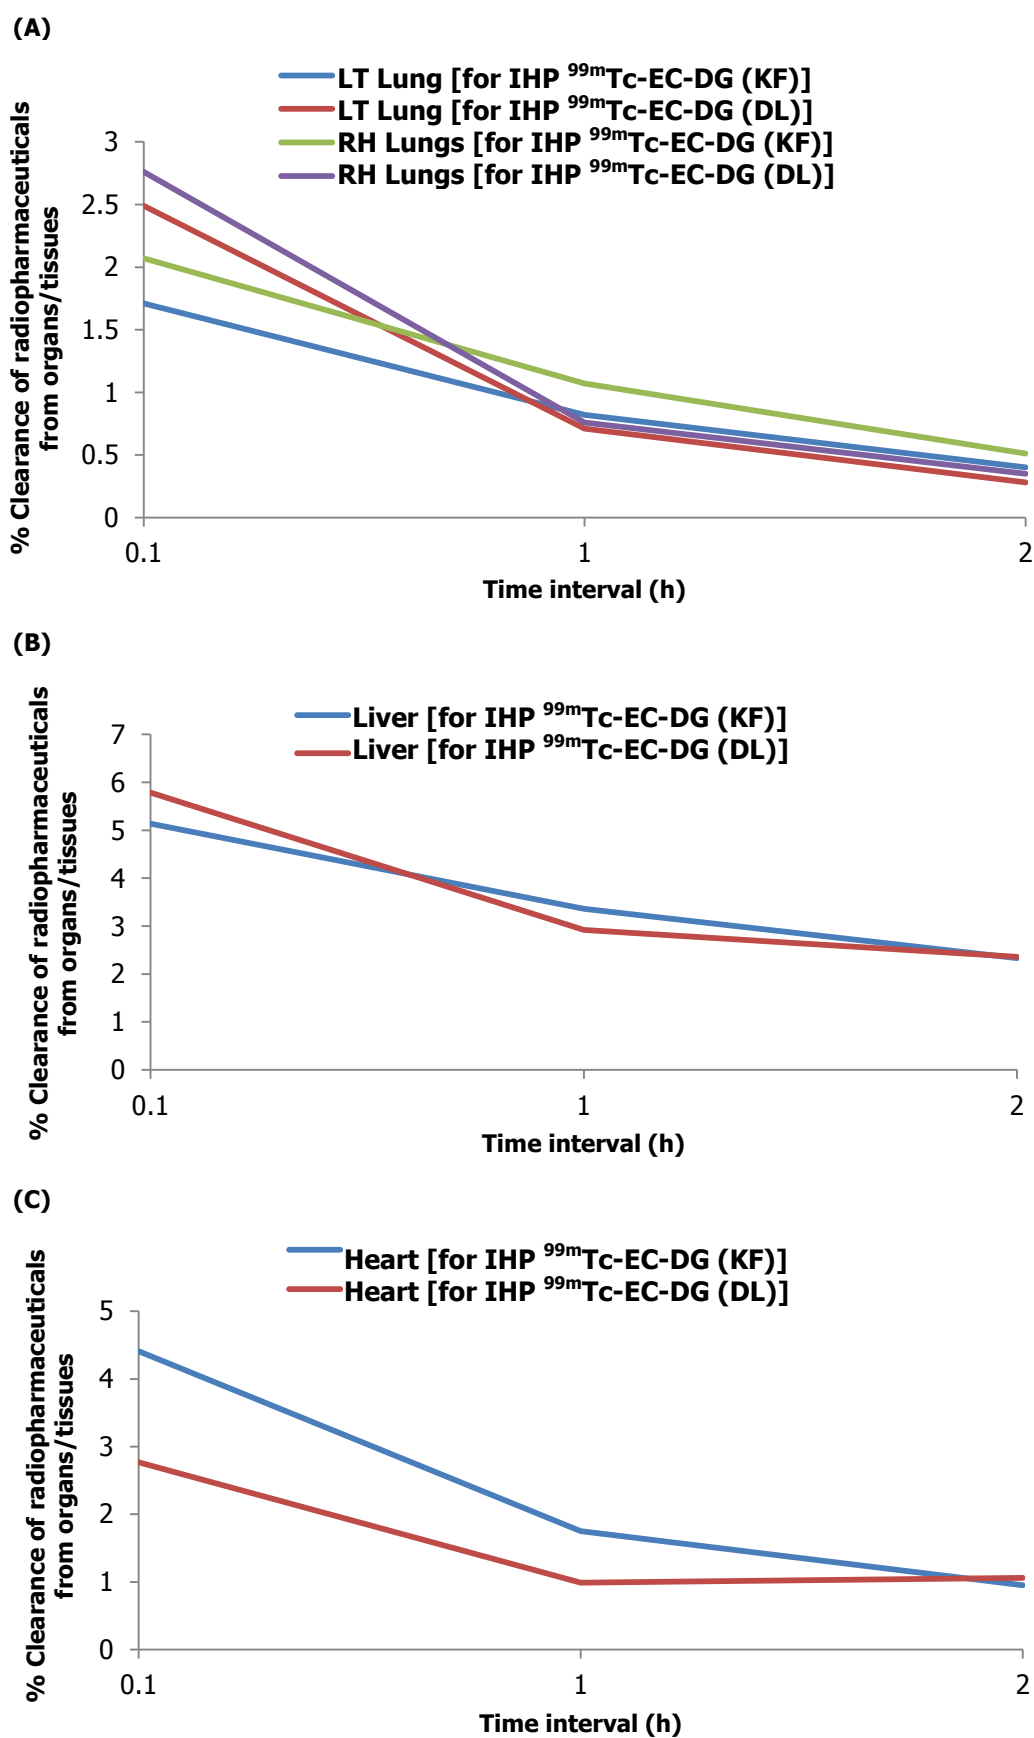 (A)
LT Lung [for IHP ⁹⁹ᵐTc-EC-DG (KF)]
LT Lung [for IHP ⁹⁹ᵐTc-EC-DG (DL)]
RH Lungs [for IHP ⁹⁹ᵐTc-EC-DG (KF)]
RH Lungs [for IHP ⁹⁹ᵐTc-EC-DG (DL)]
% Clearance of radiopharmaceuticals
from organs/tissues
3
2.5
2
1.5
1
0.5
0
0.1
1
2
Time interval (h)
(B)
Liver [for IHP ⁹⁹ᵐTc-EC-DG (KF)]
Liver [for IHP ⁹⁹ᵐTc-EC-DG (DL)]
% Clearance of radiopharmaceuticals
from organs/tissues
7
6
5
4
3
2
1
0
0.1
1
2
Time interval (h)
(C)
Heart [for IHP ⁹⁹ᵐTc-EC-DG (KF)]
Heart [for IHP ⁹⁹ᵐTc-EC-DG (DL)]
% Clearance of radiopharmaceuticals
from organs/tissues
5
4
3
2
1
0
0.1
1
2
Time interval (h)